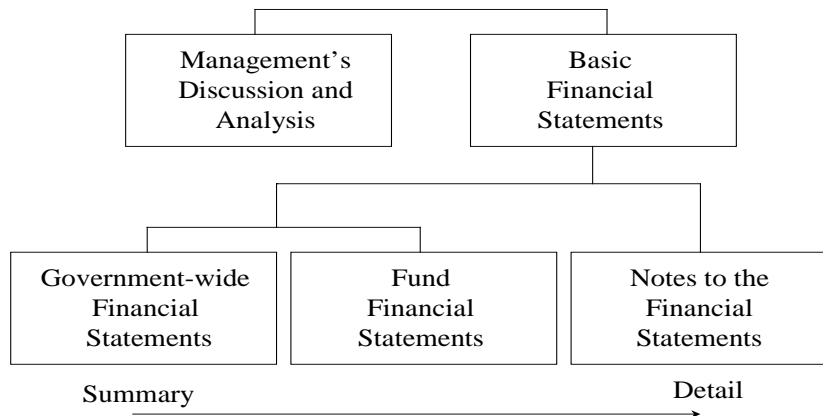 Management's
Discussion and
Analysis
Basic
Financial
Statements
Government-wide
Financial
Statements
Fund
Financial
Statements
Notes to the
Financial
Statements
Summary
Detail